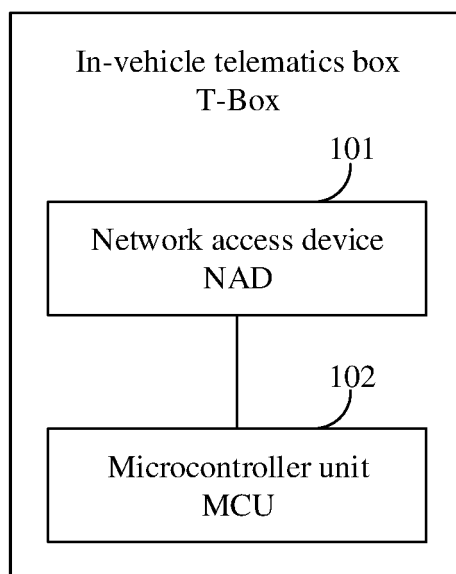 In-vehicle telematics box
T-Box
101
Network access device
NAD
102
Microcontroller unit
MCU